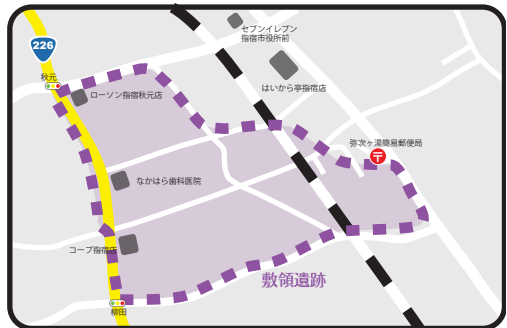 セブンイレブン
指宿市役所前
226
秋元
はいから亭指宿店
ローソン指宿秋元店
弥次ヶ湯簡易郵便局
〒
なかはら歯科医院
コープ指宿店
敷領遺跡
柳田